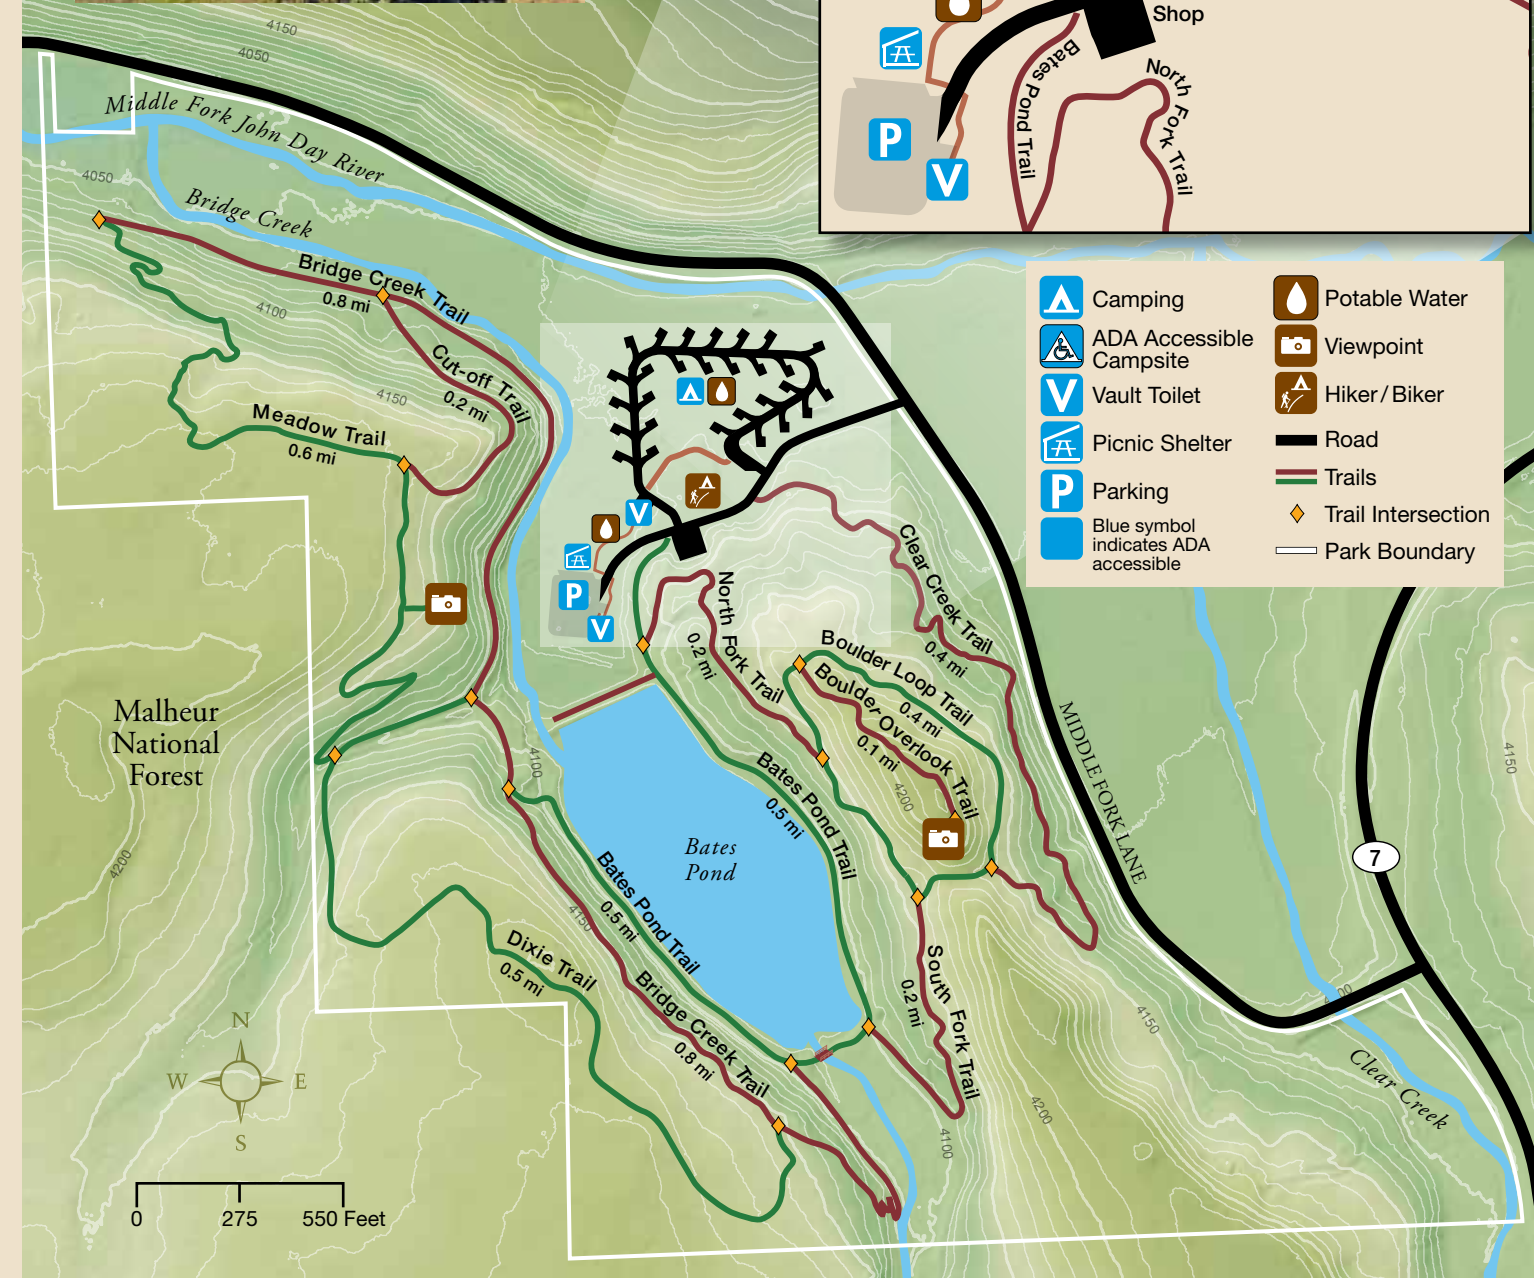 Shop
Bates Pond Trail
North Fork Trail
P
V
4150
4050
Middle Fork John Day River
4050
Bridge Creek
Bridge Creek Trail
0.8 mi
4100
Cut-off Trail
0.2 mi
4150
Meadow Trail
0.6 mi
Camping
ADA Accessible
Campsite
V
Vault Toilet
Picnic Shelter
P
Parking
Blue symbol
indicates ADA
accessible
Potable Water
Viewpoint
Hiker/Biker
Road
Trails
Trail Intersection
Park Boundary
V
P
V
North Fork Trail
0.2 mi
Clear Creek Trail
0.4 mi
Boulder Loop Trail
0.4 mi
Boulder Overlook Trail
0.1 mi
4200
MIDDLE FORK LANE
7
4150
Malheur
National
Forest
4200
4100
Bates Pond Trail
0.5 mi
Bates
Pond
Bates Pond Trail
0.5 mi
4150
Dixie Trail
0.5 mi
Bridge Creek Trail
0.8 mi
South Fork Trail
0.2 mi
4150
4200
4100
Clear Creek
N
W
E
S
0
275
550 Feet